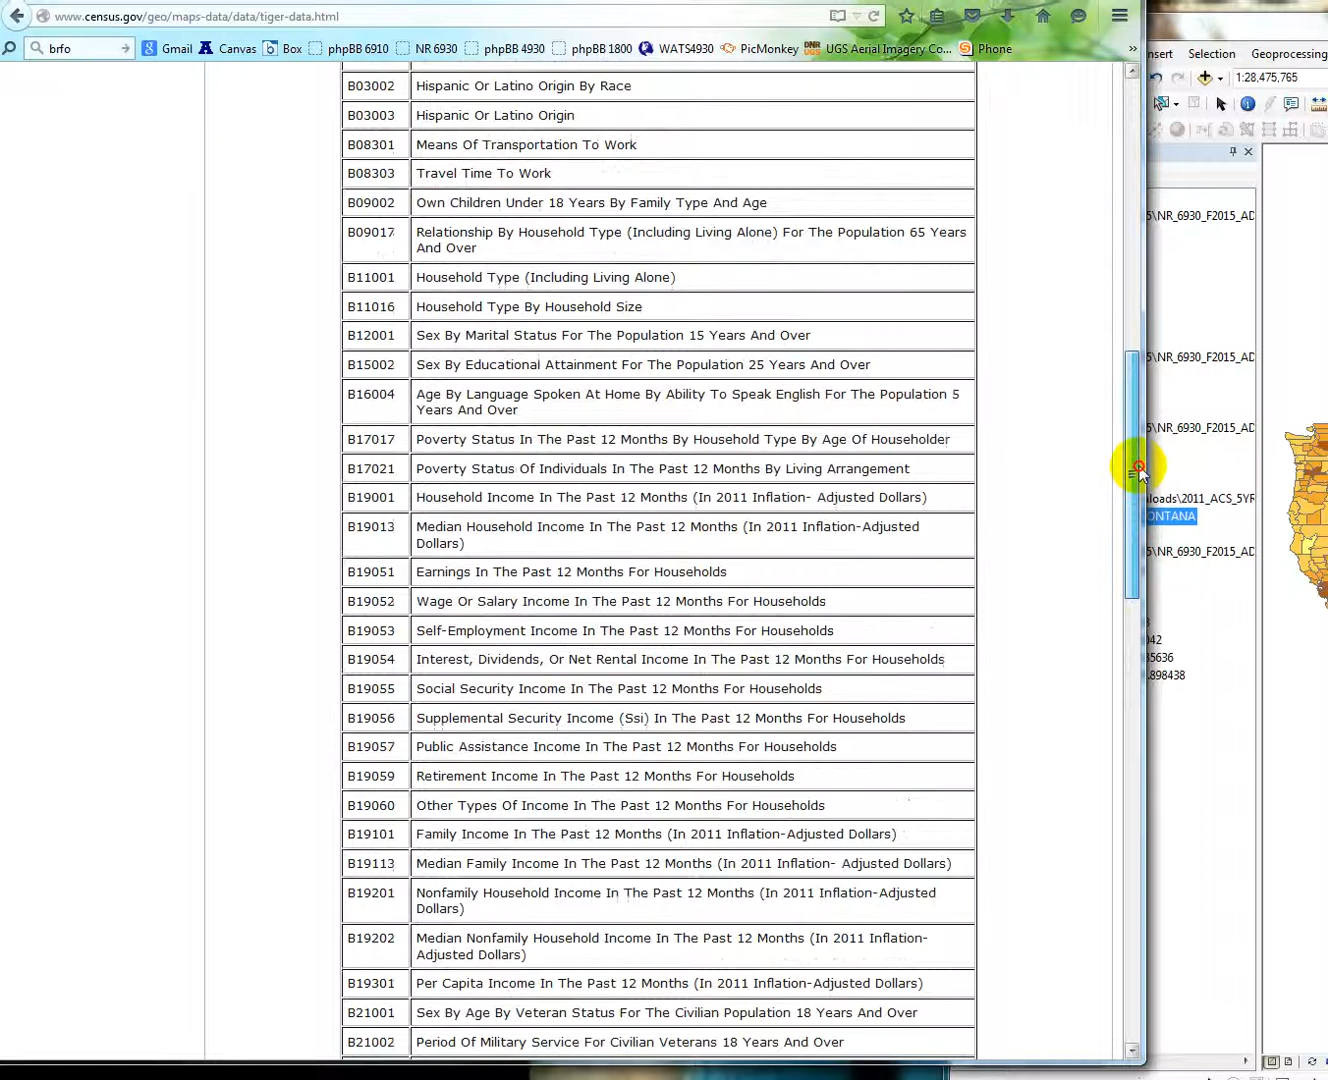 www.census.gov/geo/maps-data/data/tiger-data.html
brfo Gmail Canvas Box phpBB 6910 NR 6930 phpBB 4930 phpBB 1800 WATS4930 PicMonkey UGS Aerial Imagery Co... Phone »
nsert Selection Geoprocessing
1:28,475,765
B03002 Hispanic Or Latino Origin By Race
B03003 Hispanic Or Latino Origin
B08301 Means Of Transportation To Work
B08303 Travel Time To Work
B09002 Own Children Under 18 Years By Family Type And Age
B09017 Relationship By Household Type (Including Living Alone) For The Population 65 Years
And Over
B11001 Household Type (Including Living Alone)
B11016 Household Type By Household Size
B12001 Sex By Marital Status For The Population 15 Years And Over
B15002 Sex By Educational Attainment For The Population 25 Years And Over
B16004 Age By Language Spoken At Home By Ability To Speak English For The Population 5
Years And Over
B17017 Poverty Status In The Past 12 Months By Household Type By Age Of Householder
B17021 Poverty Status Of Individuals In The Past 12 Months By Living Arrangement
B19001 Household Income In The Past 12 Months (In 2011 Inflation- Adjusted Dollars)
B19013 Median Household Income In The Past 12 Months (In 2011 Inflation-Adjusted
Dollars)
B19051 Earnings In The Past 12 Months For Households
B19052 Wage Or Salary Income In The Past 12 Months For Households
B19053 Self-Employment Income In The Past 12 Months For Households
B19054 Interest, Dividends, Or Net Rental Income In The Past 12 Months For Households
B19055 Social Security Income In The Past 12 Months For Households
B19056 Supplemental Security Income (Ssi) In The Past 12 Months For Households
B19057 Public Assistance Income In The Past 12 Months For Households
B19059 Retirement Income In The Past 12 Months For Households
B19060 Other Types Of Income In The Past 12 Months For Households
B19101 Family Income In The Past 12 Months (In 2011 Inflation-Adjusted Dollars)
B19113 Median Family Income In The Past 12 Months (In 2011 Inflation- Adjusted Dollars)
B19201 Nonfamily Household Income In The Past 12 Months (In 2011 Inflation-Adjusted
Dollars)
B19202 Median Nonfamily Household Income In The Past 12 Months (In 2011 Inflation-
Adjusted Dollars)
B19301 Per Capita Income In The Past 12 Months (In 2011 Inflation-Adjusted Dollars)
B21001 Sex By Age By Veteran Status For The Civilian Population 18 Years And Over
B21002 Period Of Military Service For Civilian Veterans 18 Years And Over
5\NR_6930_F2015_AD
5\NR_6930_F2015_AD
5\NR_6930_F2015_AD
loads\2011_ACS_5YR
ONTANA
5\NR_6930_F2015_AD
042
35636
.898438